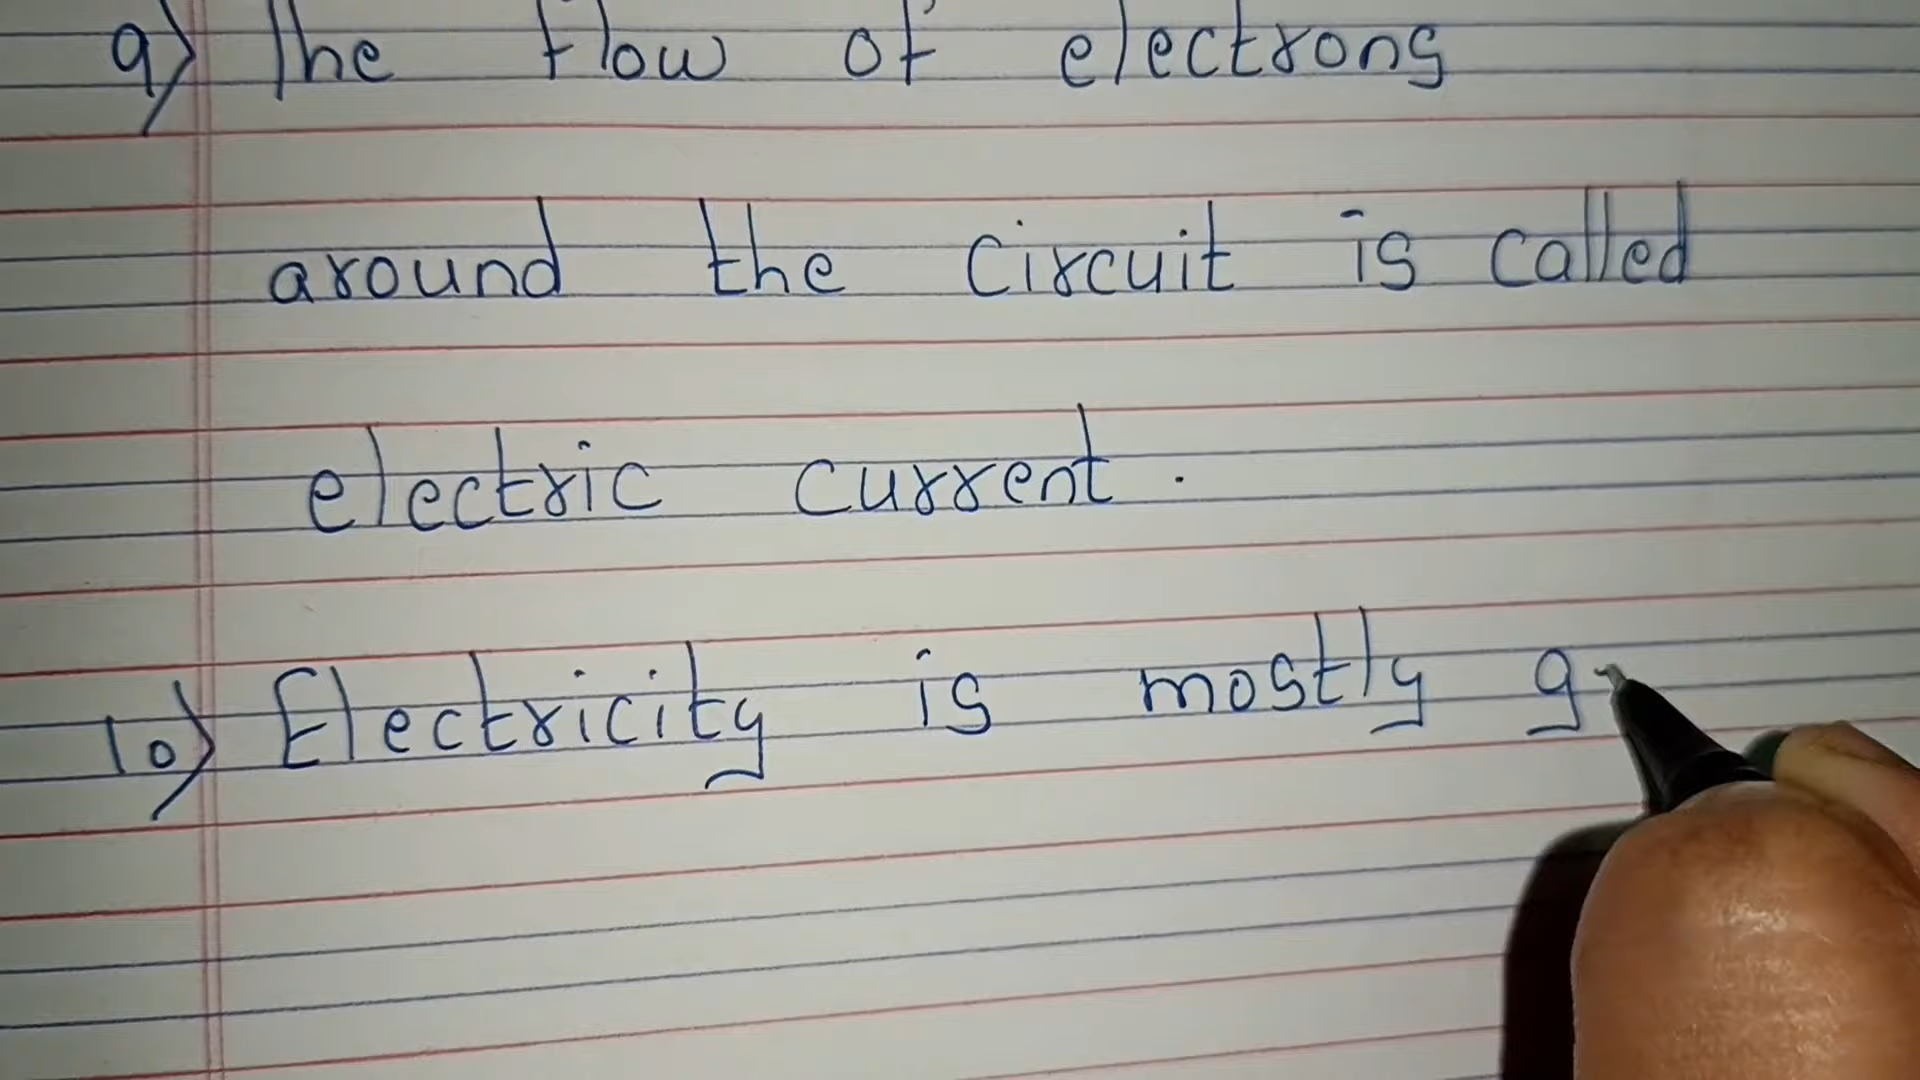 9) The flow of electrons
around the circuit is called
electric current .
10) Electricity is mostly g